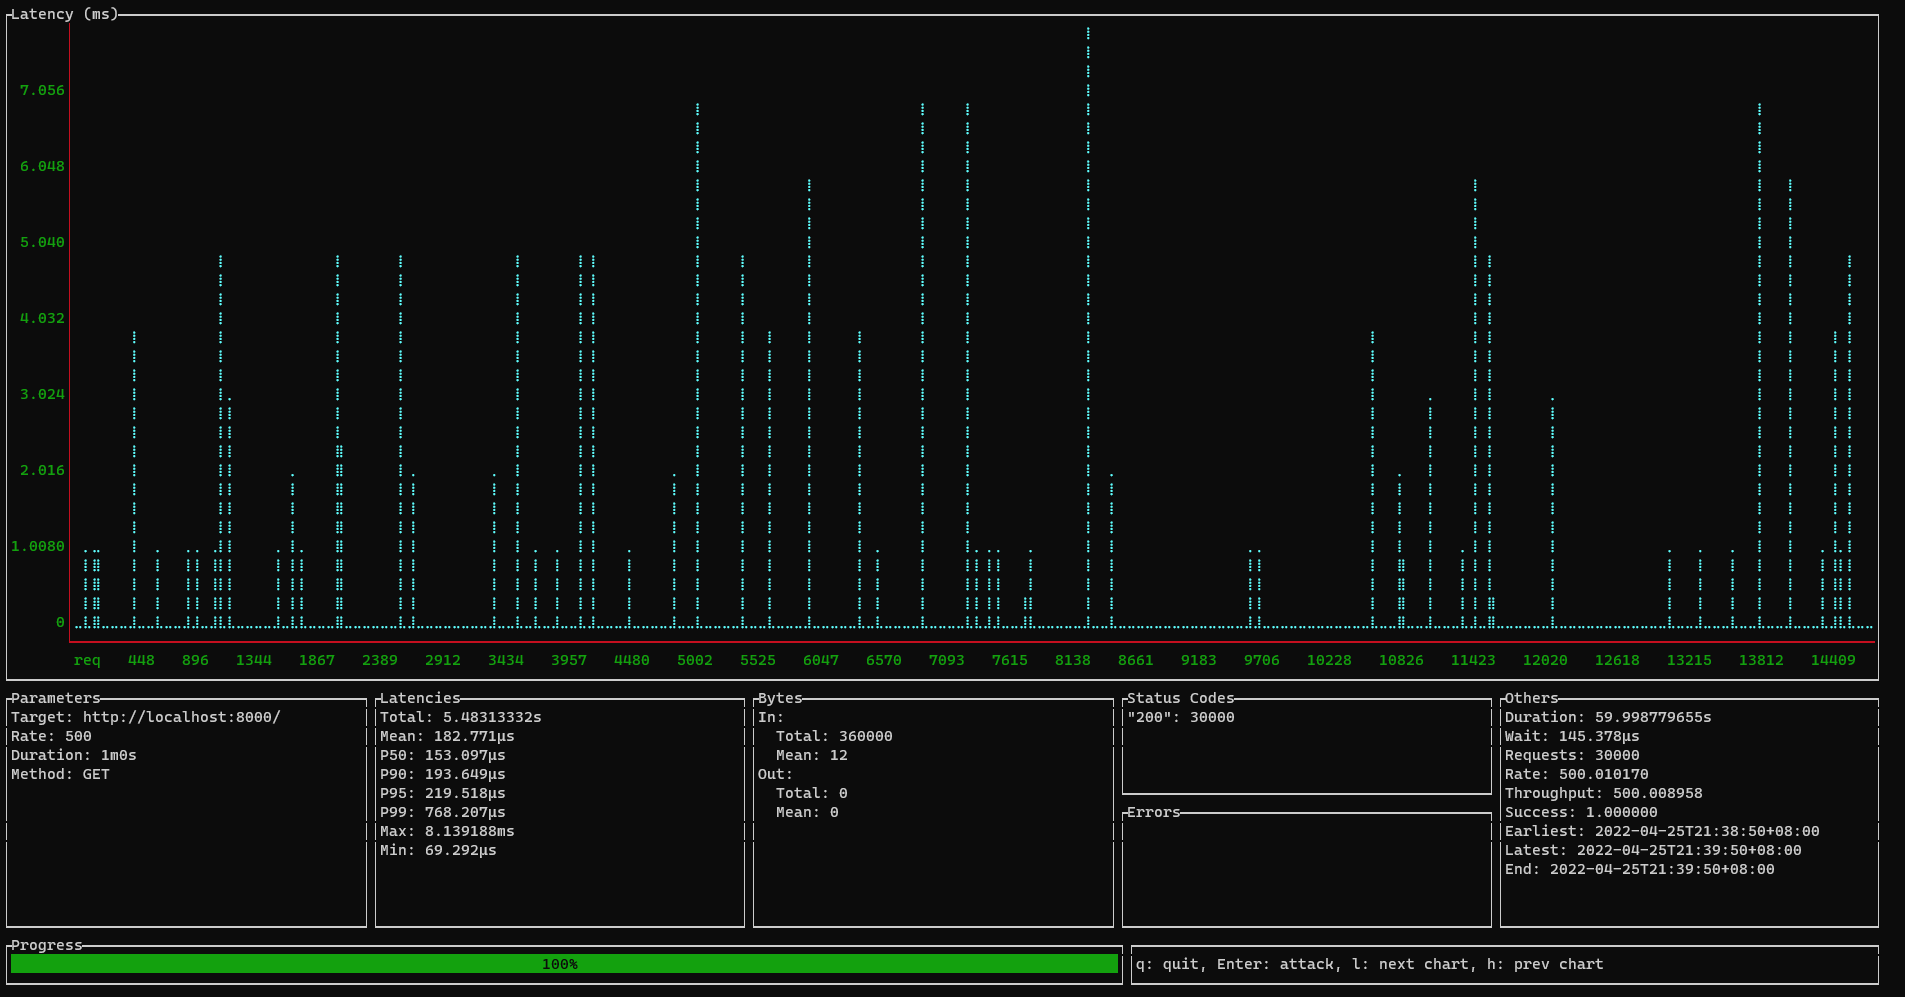 Latency (ms)
7.056
6.048
5.040
4.032
3.024
2.016
1.0080
0
req 448 896 1344 1867 2389 2912 3434 3957 4480 5002 5525 6047 6570 7093 7615 8138 8661 9183 9706 10228 10826 11423 12020 12618 13215 13812 14409
Parameters
Target: http://localhost:8000/
Rate: 500
Duration: 1m0s
Method: GET
Latencies
Total: 5.48313332s
Mean: 182.771µs
P50: 153.097µs
P90: 193.649µs
P95: 219.518µs
P99: 768.207µs
Max: 8.139188ms
Min: 69.292µs
Bytes
In:
Total: 360000
Mean: 12
Out:
Total: 0
Mean: 0
Status Codes
"200": 30000
Errors
Others
Duration: 59.998779655s
Wait: 145.378µs
Requests: 30000
Rate: 500.010170
Throughput: 500.008958
Success: 1.000000
Earliest: 2022-04-25T21:38:50+08:00
Latest: 2022-04-25T21:39:50+08:00
End: 2022-04-25T21:39:50+08:00
Progress
100%
q: quit, Enter: attack, l: next chart, h: prev chart